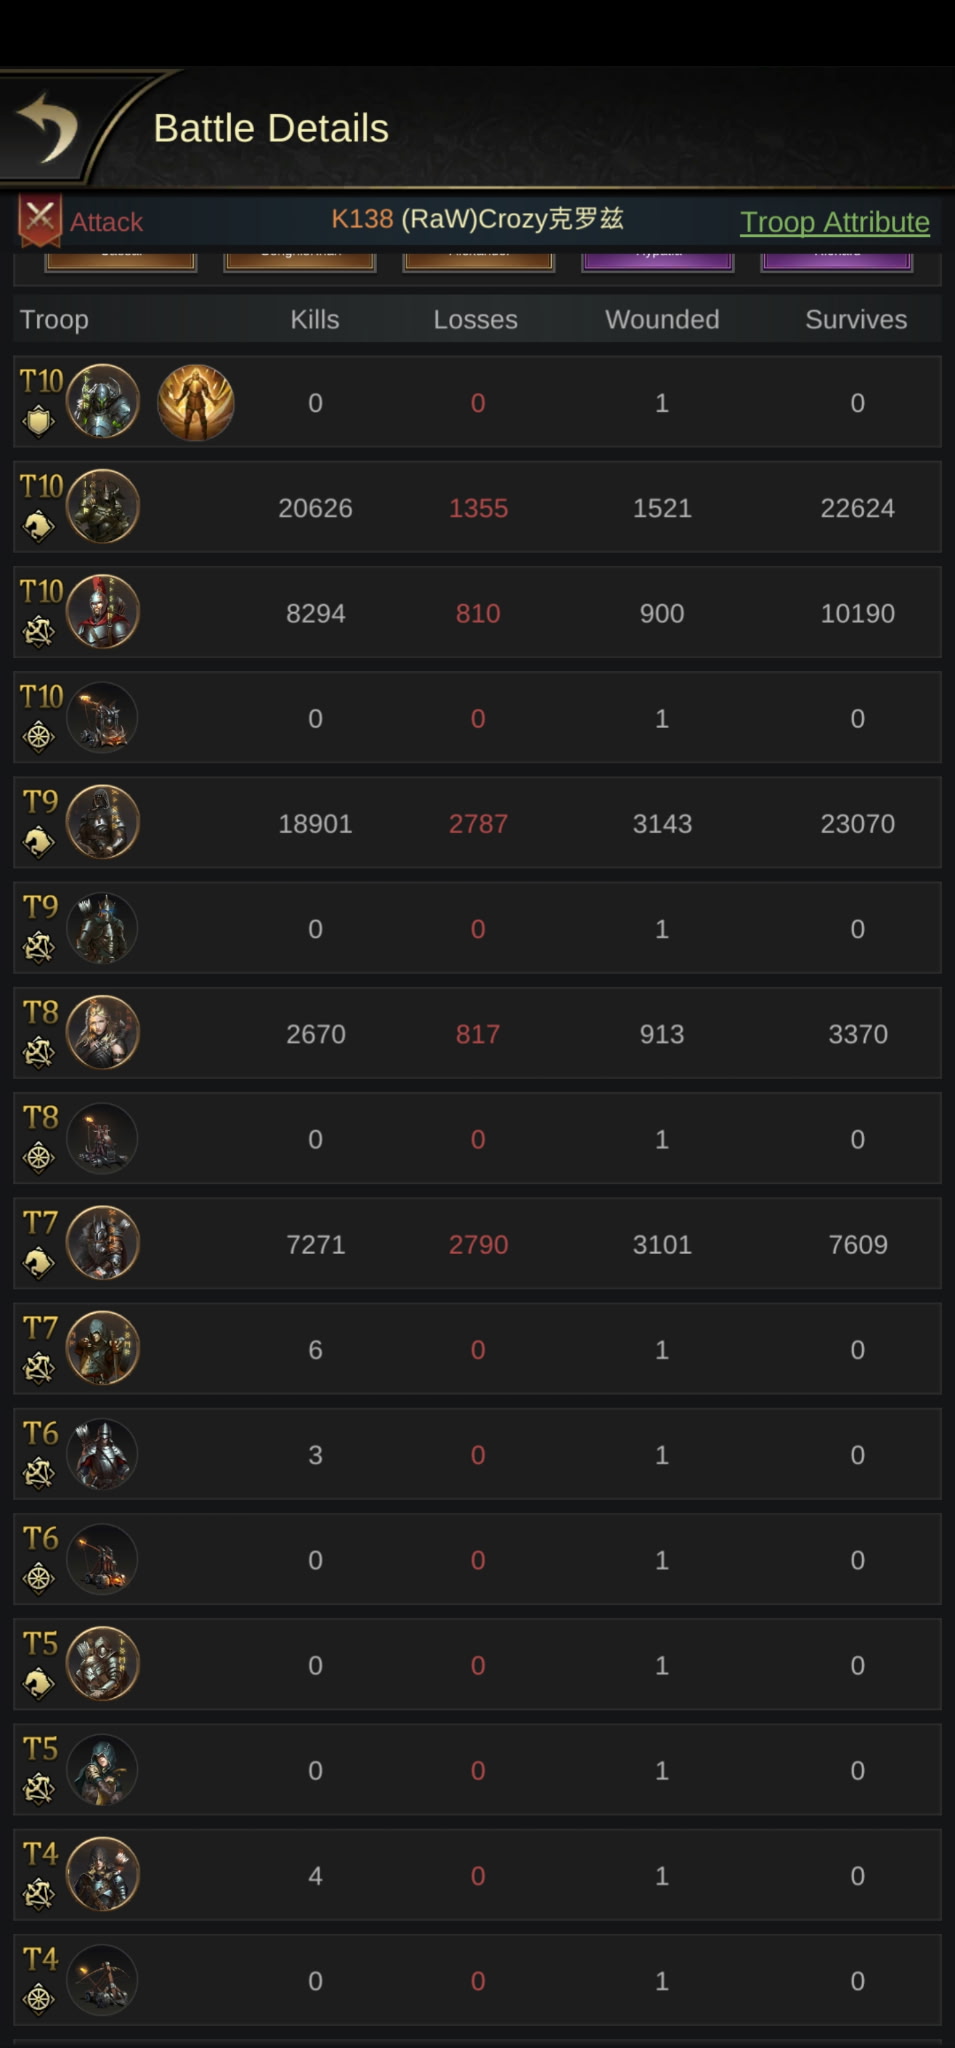 Battle Details
Attack K138 (RaW)Crozy克罗兹 Troop Attribute
Troop Kills Losses Wounded Survives
T10 0 0 1 0
T10 20626 1355 1521 22624
T10 8294 810 900 10190
T10 0 0 1 0
T9 18901 2787 3143 23070
T9 0 0 1 0
T8 2670 817 913 3370
T8 0 0 1 0
T7 7271 2790 3101 7609
T7 6 0 1 0
T6 3 0 1 0
T6 0 0 1 0
T5 0 0 1 0
T5 0 0 1 0
T4 4 0 1 0
T4 0 0 1 0